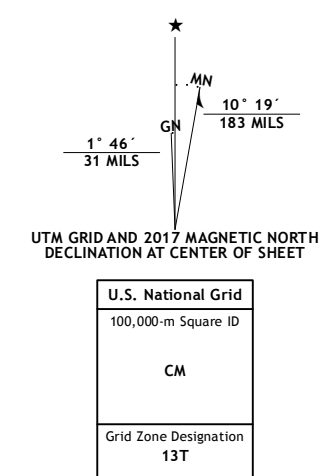 ★
MN
GN
10° 19´
183 MILS
1° 46´
31 MILS
UTM GRID AND 2017 MAGNETIC NORTH
DECLINATION AT CENTER OF SHEET
U.S. National Grid
100,000-m Square ID
CM
Grid Zone Designation
13T